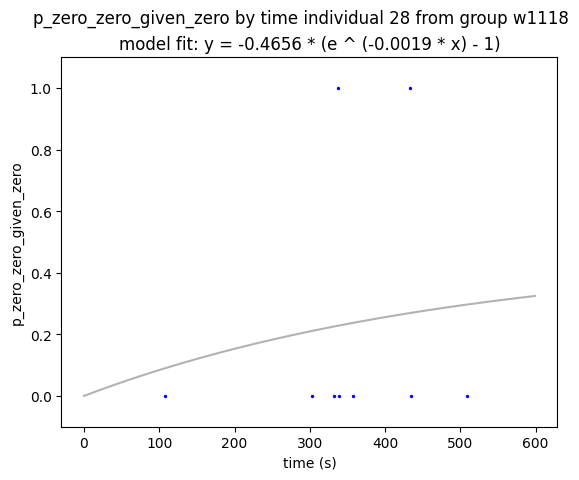 p_zero_zero_given_zero by time individual 28 from group w1118
model fit: y = -0.4656 * (e ^ (-0.0019 * x) - 1)
1.0
0.8
0.6
0.4
0.2
0.0
p_zero_zero_given_zero
0 100 200 300 400 500 600
time (s)